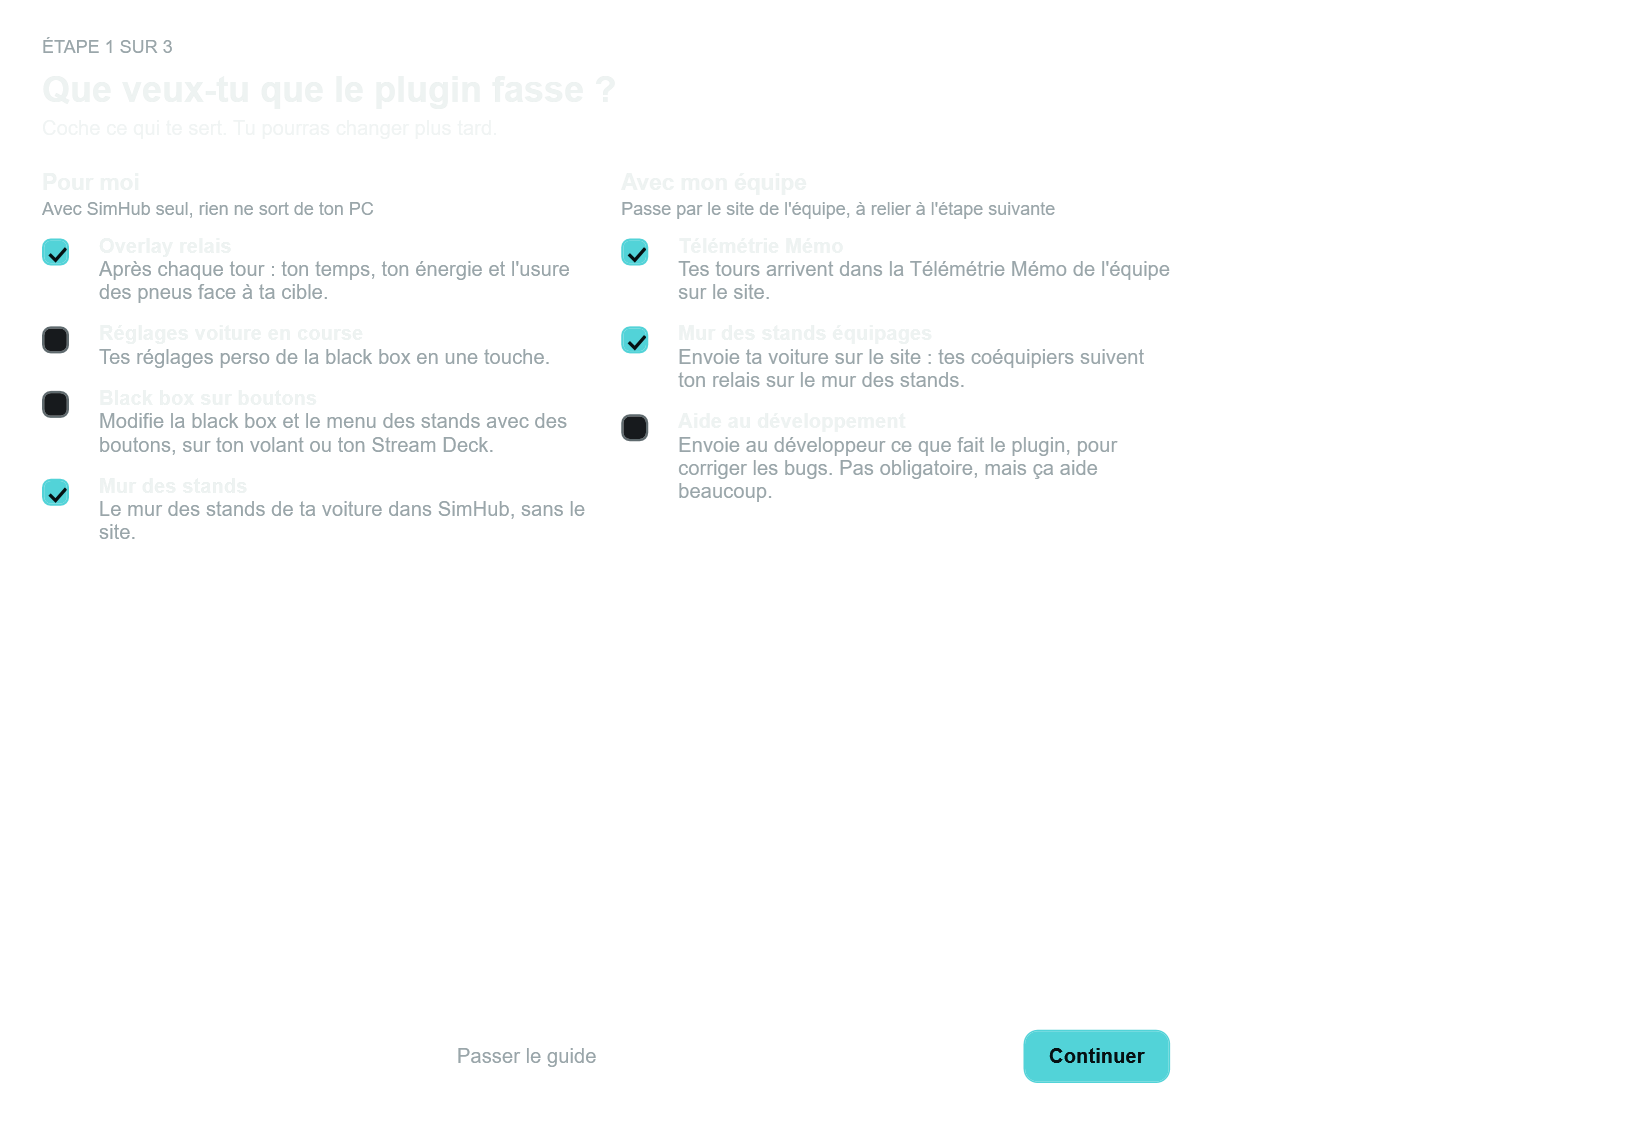 ÉTAPE 1 SUR 3
Que veux-tu que le plugin fasse ?
Coche ce qui te sert. Tu pourras changer plus tard.
Pour moi
Avec SimHub seul, rien ne sort de ton PC
Overlay relais
Après chaque tour : ton temps, ton énergie et l'usure
des pneus face à ta cible.
Réglages voiture en course
Tes réglages perso de la black box en une touche.
Black box sur boutons
Modifie la black box et le menu des stands avec des
boutons, sur ton volant ou ton Stream Deck.
Mur des stands
Le mur des stands de ta voiture dans SimHub, sans le
site.
Avec mon équipe
Passe par le site de l'équipe, à relier à l'étape suivante
Télémétrie Mémo
Tes tours arrivent dans la Télémétrie Mémo de l'équipe
sur le site.
Mur des stands équipages
Envoie ta voiture sur le site : tes coéquipiers suivent
ton relais sur le mur des stands.
Aide au développement
Envoie au développeur ce que fait le plugin, pour
corriger les bugs. Pas obligatoire, mais ça aide
beaucoup.
Passer le guide
Continuer